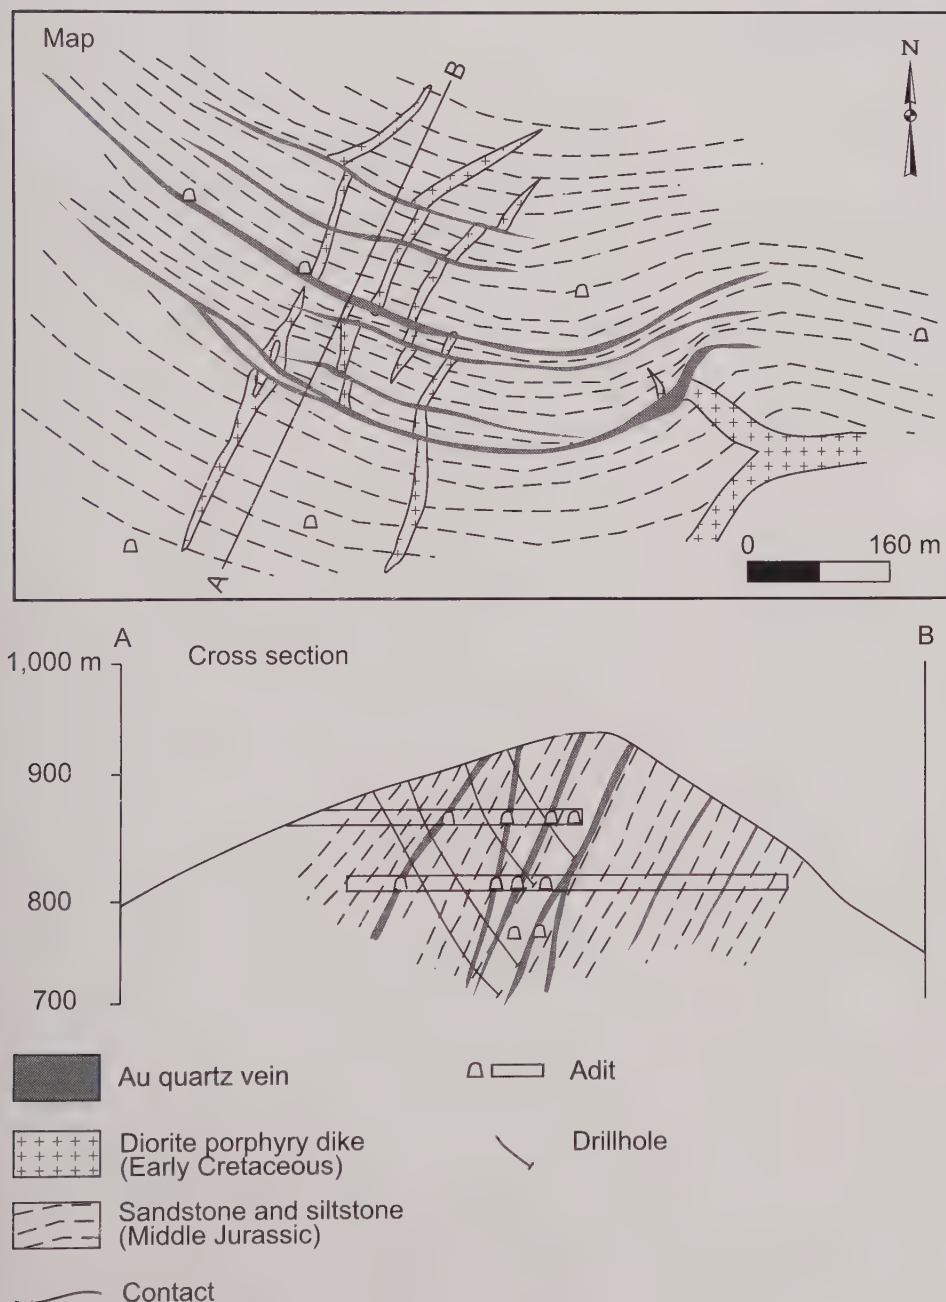 Map
N
B
A
0 160 m
A
B
Cross section
1,000 m
900
800
700
Au quartz vein
Adit
Diorite porphyry dike
(Early Cretaceous)
Drillhole
Sandstone and siltstone
(Middle Jurassic)
Contact